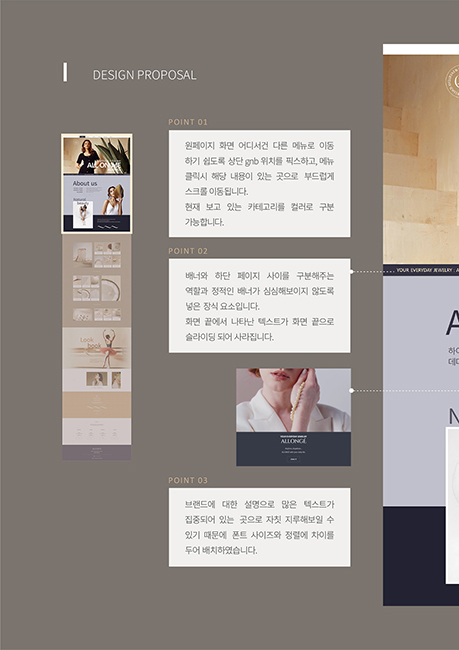 DESIGN PROPOSAL
POINT 01
원페이지 화면 어디서건 다른 메뉴로 이동
하기 쉽도록 상단 gnb 위치를 픽스하고, 메뉴
클릭시 해당 내용이 있는 곳으로 부드럽게
스크롤 이동됩니다.
현재 보고 있는 카테고리를 컬러로 구분
가능합니다.
ALLONGE
About us
POINT 02
배너와 하단 페이지 사이를 구분해주는
역할과 정적인 배너가 심심해보이지 않도록
넣은 장식 요소입니다.
화면 끝에서 나타난 텍스트가 화면 끝으로
슬라이딩 되어 사라집니다.
YOUR EVERYDAY JEWELRY
Look
book
ALLONGE
POINT 03
브랜드에 대한 설명으로 많은 텍스트가
집중되어 있는 곳으로 자칫 지루해보일 수
있기 때문에 폰트 사이즈와 정렬에 차이를
두어 배치하였습니다.
A
N